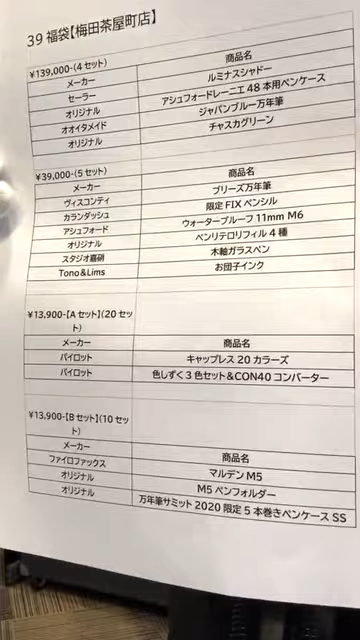 39 福袋【梅田茶屋町店】
¥139,000-(4 セット)
メーカー 商品名
セーラー ルミナスシャドー
オリジナル アシュフォードレーニエ 48 本用ペンケース
オオイタメイド ジャパンブルー万年筆
オリジナル チャスカグリーン
¥39,000-(5 セット)
メーカー 商品名
ヴィスコンティ ブリーズ万年筆
カランダッシュ 限定 FIX ペンシル
アシュフォード ウォータープルーフ 11mm M6
オリジナル ペンリテロリフィル 4 種
スタジオ嘉硝 木軸ガラスペン
Tono＆Lims お団子インク
¥13,900-【A セット】(20 セッ
ト)
メーカー 商品名
パイロット キャップレス 20 カラーズ
パイロット 色しずく 3 色セット＆CON40 コンバーター
¥13,900-【B セット】(10 セッ
ト)
メーカー 商品名
ファイロファックス マルデン M5
オリジナル M5 ペンフォルダー
オリジナル 万年筆サミット 2020 限定 5 本巻きペンケース SS